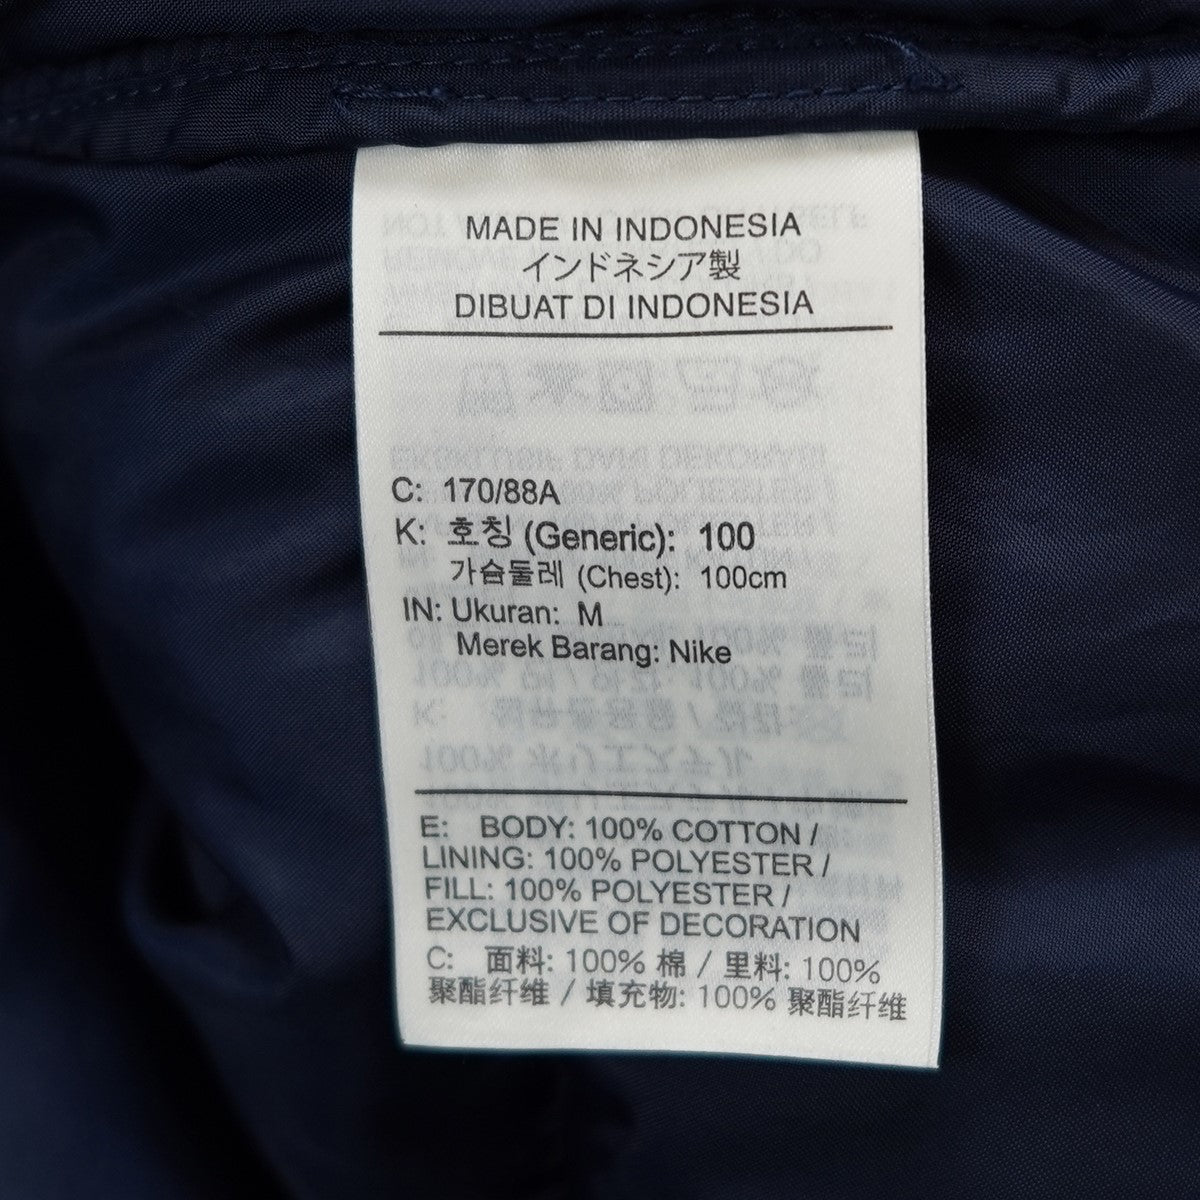 MADE IN INDONESIA
インドネシア製
DIBUAT DI INDONESIA
C: 170/88A
K: 호칭 (Generic): 100
가슴둘레 (Chest): 100cm
IN: Ukuran: M
Merek Barang: Nike
E: BODY: 100% COTTON /
LINING: 100% POLYESTER /
FILL: 100% POLYESTER /
EXCLUSIVE OF DECORATION
C: 面料: 100% 棉 / 里料: 100%
聚酯纤维 / 填充物: 100% 聚酯纤维